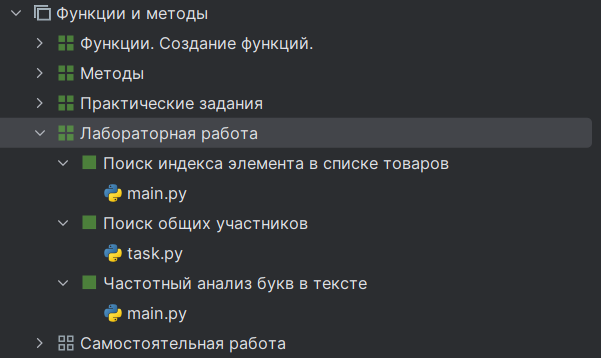 Функции и методы
Функции. Создание функций.
Методы
Практические задания
Лабораторная работа
Поиск индекса элемента в списке товаров
main.py
Поиск общих участников
task.py
Частотный анализ букв в тексте
main.py
Самостоятельная работа